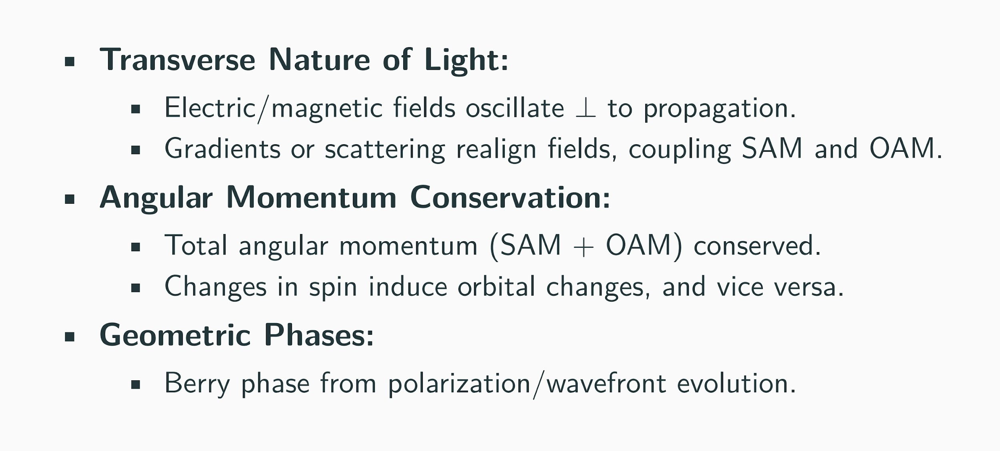 ▪ Transverse Nature of Light:
▪ Electric/magnetic fields oscillate ⊥ to propagation.
▪ Gradients or scattering realign fields, coupling SAM and OAM.
▪ Angular Momentum Conservation:
▪ Total angular momentum (SAM + OAM) conserved.
▪ Changes in spin induce orbital changes, and vice versa.
▪ Geometric Phases:
▪ Berry phase from polarization/wavefront evolution.